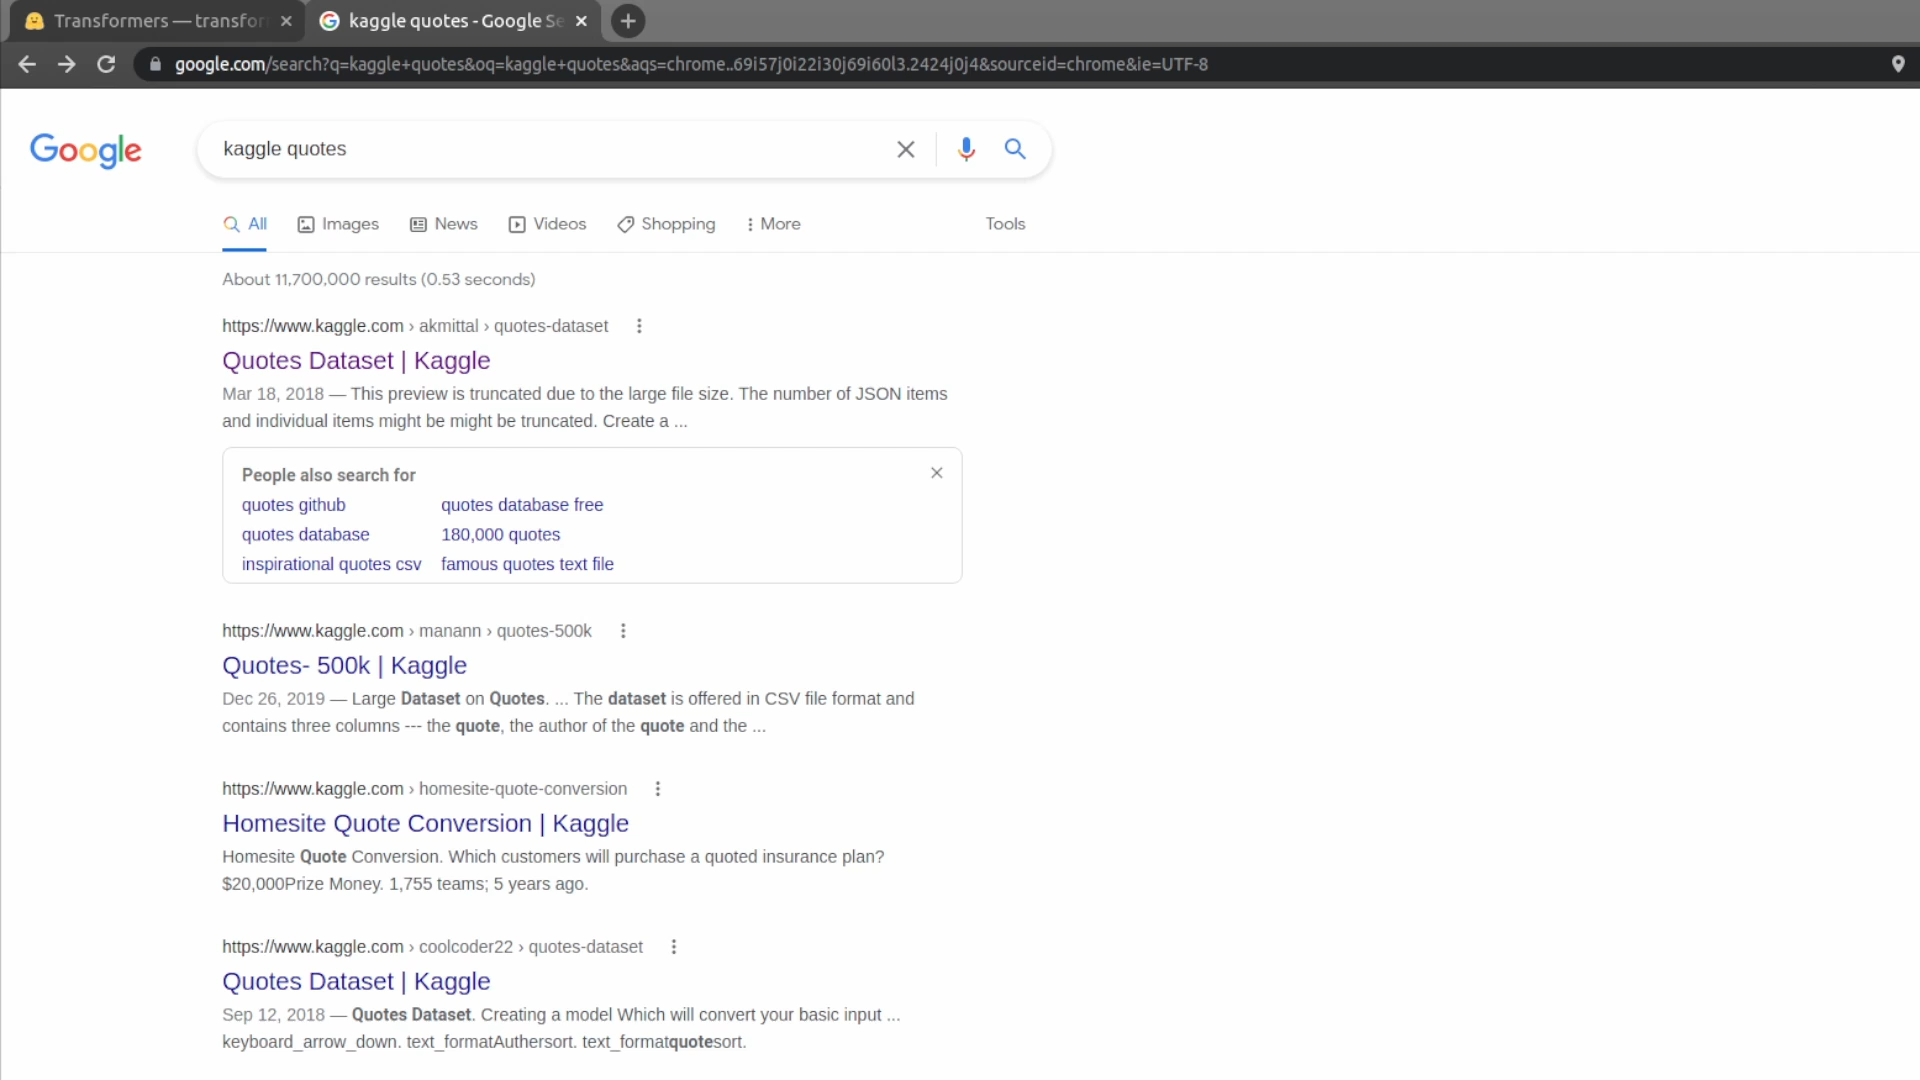 Transformers — transfor
kaggle quotes - Google Se
google.com/search?q=kaggle+quotes&oq=kaggle+quotes&aqs=chrome..69i57j0i22i30j69i60l3.2424j0j4&sourceid=chrome&ie=UTF-8
Google
kaggle quotes
All Images News Videos Shopping More Tools
About 11,700,000 results (0.53 seconds)
https://www.kaggle.com › akmittal › quotes-dataset
Quotes Dataset | Kaggle
Mar 18, 2018 — This preview is truncated due to the large file size. The number of JSON items
and individual items might be might be truncated. Create a ...
People also search for
quotes github quotes database free
quotes database 180,000 quotes
inspirational quotes csv famous quotes text file
https://www.kaggle.com › manann › quotes-500k
Quotes- 500k | Kaggle
Dec 26, 2019 — Large Dataset on Quotes. ... The dataset is offered in CSV file format and
contains three columns --- the quote, the author of the quote and the ...
https://www.kaggle.com › homesite-quote-conversion
Homesite Quote Conversion | Kaggle
Homesite Quote Conversion. Which customers will purchase a quoted insurance plan?
$20,000Prize Money. 1,755 teams; 5 years ago.
https://www.kaggle.com › coolcoder22 › quotes-dataset
Quotes Dataset | Kaggle
Sep 12, 2018 — Quotes Dataset. Creating a model Which will convert your basic input ...
keyboard_arrow_down. text_formatAuthersort. text_formatquotesort.